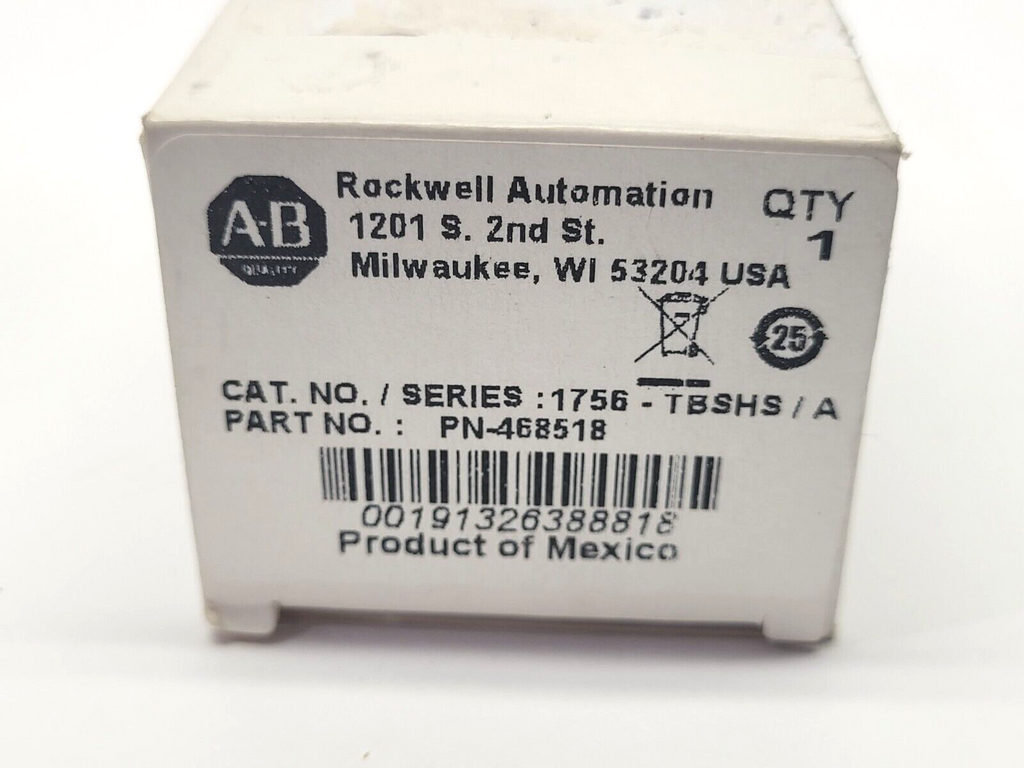 A-B
QUALITY
Rockwell Automation
1201 S. 2nd St.
Milwaukee, WI 53204 USA
QTY
1
25
CAT. NO. / SERIES : 1756 - TBSHS / A
PART NO. : PN-468518
00191326388818
Product of Mexico